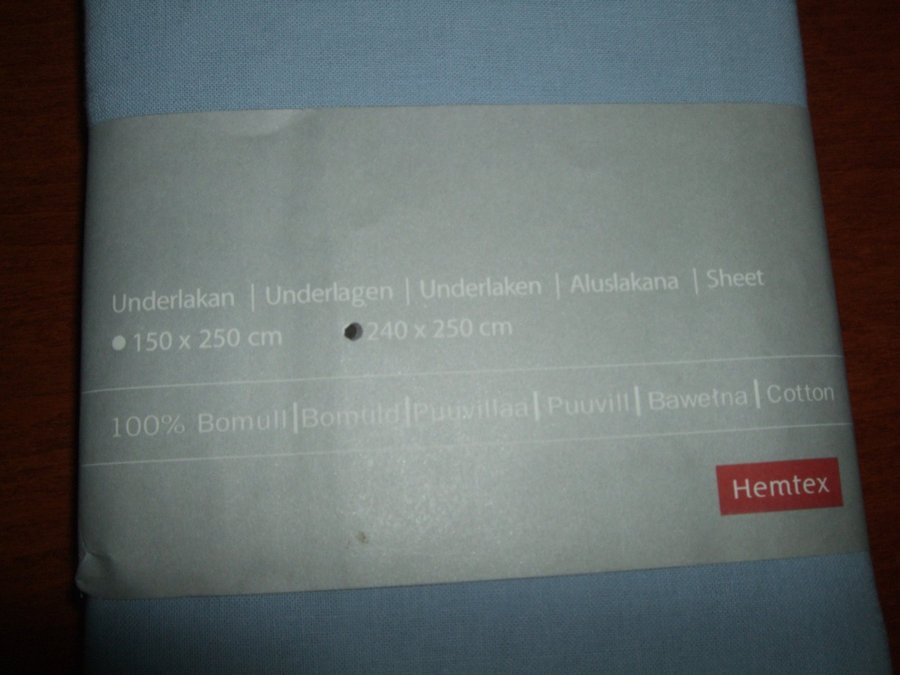 Underlakan | Underlagen | Underlaken | Aluslakana | Sheet
● 150 x 250 cm ● 240 x 250 cm
100% Bomull | Bomuld | Puuvillaa | Puuvill | Bawełna | Cotton
Hemtex